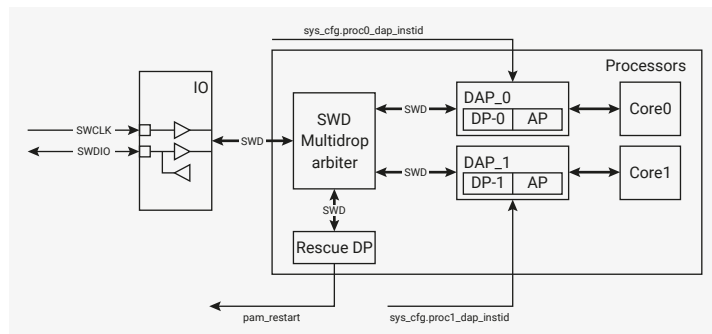 sys_cfg.proc0_dap_instid
Processors
IO
SWCLK
SWDIO
SWD
SWD
Multidrop
arbiter
SWD
DAP_0
DP-0 AP
Core0
SWD
DAP_1
DP-1 AP
Core1
SWD
Rescue DP
pam_restart
sys_cfg.proc1_dap_instid